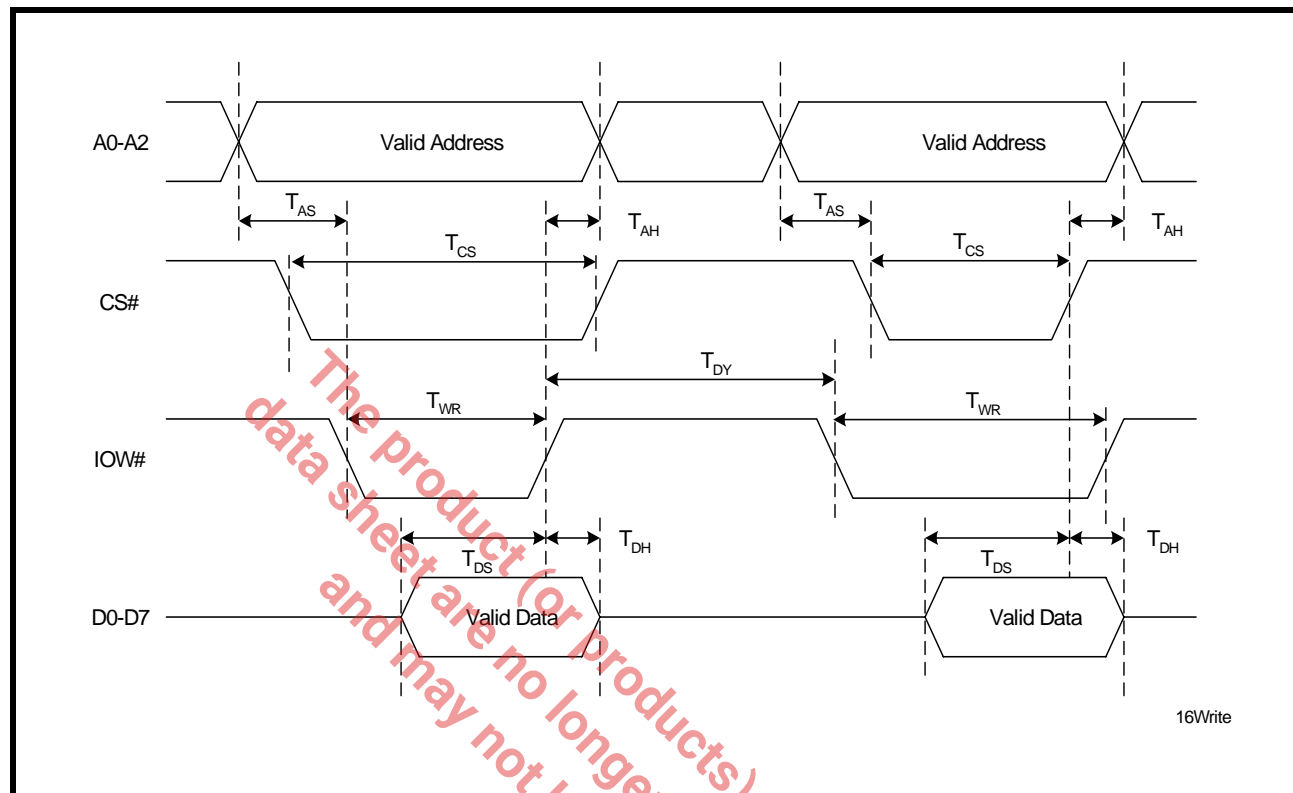 A0-A2
Valid Address
Valid Address
TAS
TAH
TAS
TAH
TCS
TCS
CS#
TDY
TWR
TWR
IOW#
TDS
TDH
TDS
TDH
D0-D7
Valid Data
Valid Data
16Write
The product (or products)
data sheet are no longer
and may not